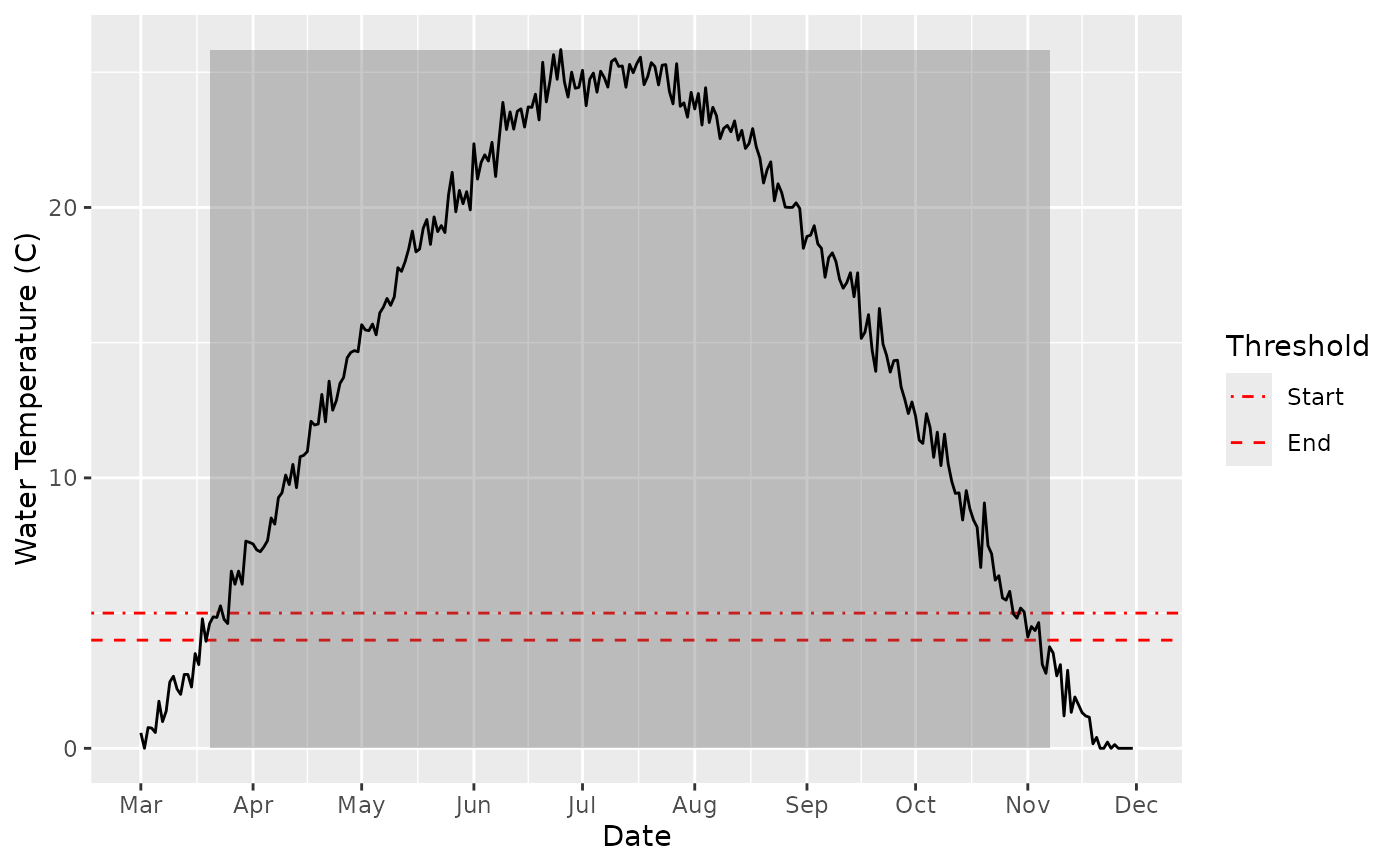 Water Temperature (C)
20
10
0
Mar Apr May Jun Jul Aug Sep Oct Nov Dec
Date
Threshold
Start
End